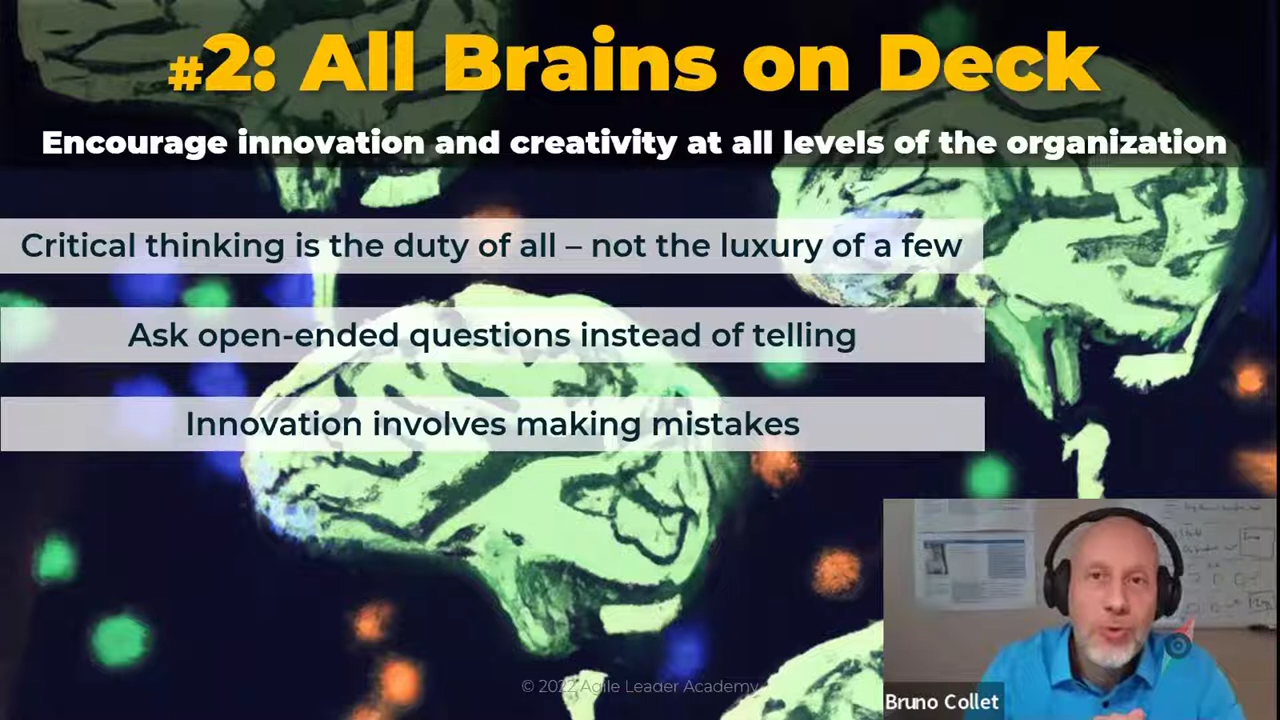 #2: All Brains on Deck
Encourage innovation and creativity at all levels of the organization
Critical thinking is the duty of all – not the luxury of a few
Ask open-ended questions instead of telling
Innovation involves making mistakes
© 2022 Agile Leader Academy
Bruno Collet